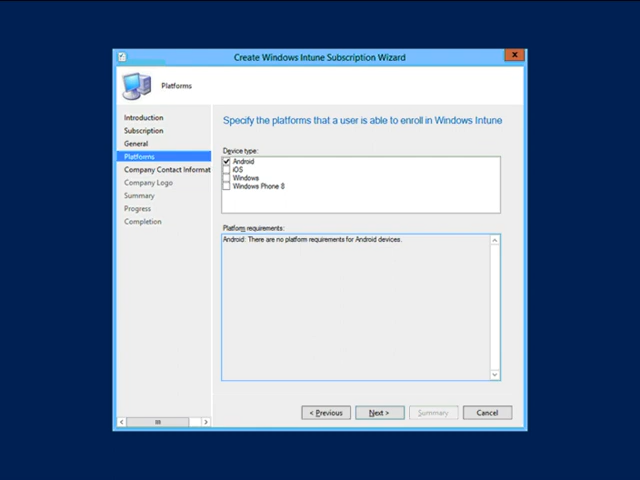 Create Windows Intune Subscription Wizard
Platforms
Introduction
Subscription
General
Platforms
Company Contact Informat
Company Logo
Summary
Progress
Completion
Specify the platforms that a user is able to enroll in Windows Intune
Device type:
Android
iOS
Windows
Windows Phone 8
Platform requirements:
Android: There are no platform requirements for Android devices.
< Previous
Next >
Summary
Cancel